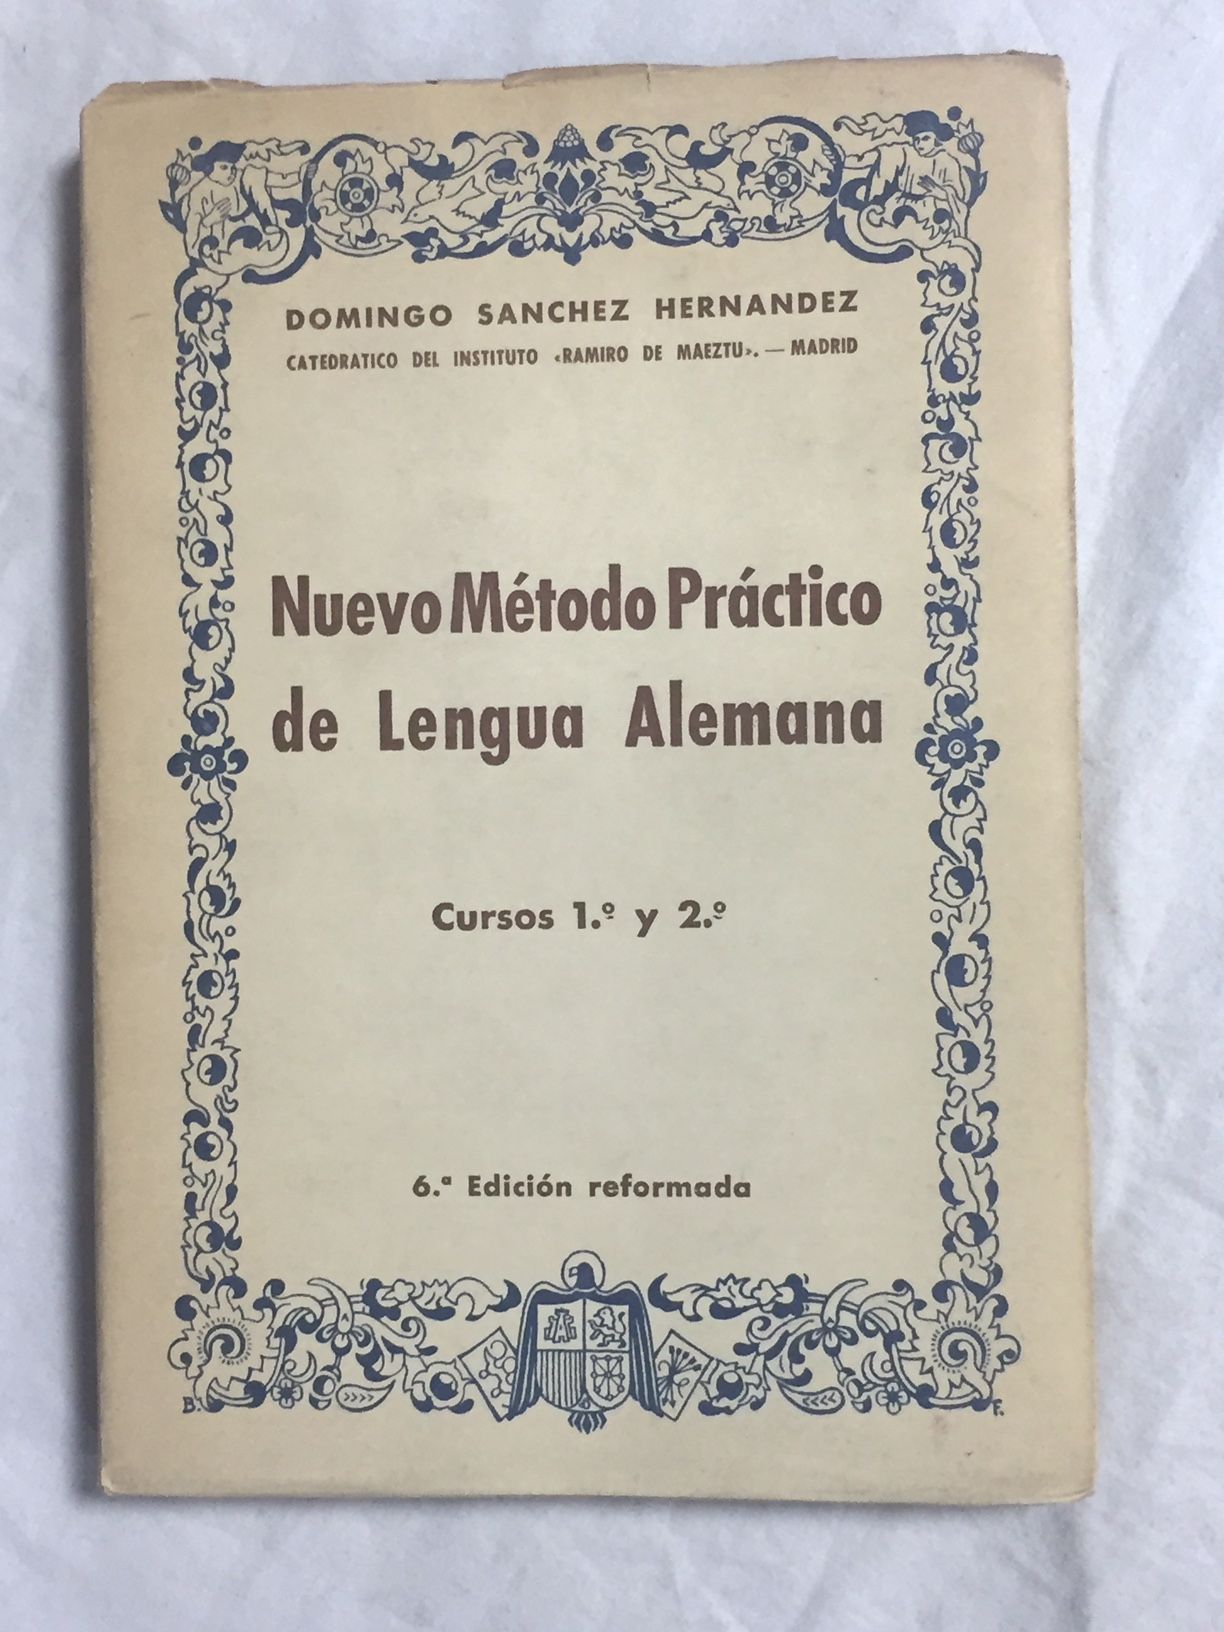 DOMINGO SANCHEZ HERNANDEZ
CATEDRATICO DEL INSTITUTO «RAMIRO DE MAEZTU». — MADRID
Nuevo Método Práctico
de Lengua Alemana
Cursos 1.º y 2.º
6.ª Edición reformada
B. F.